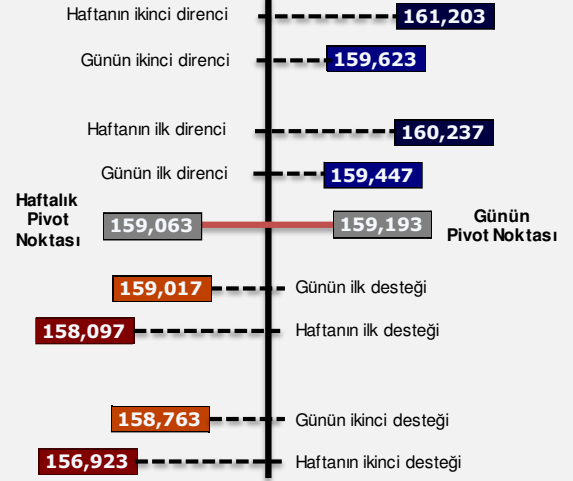 Haftanın ikinci direnci 161,203
Günün ikinci direnci 159,623
Haftanın ilk direnci 160,237
Günün ilk direnci 159,447
Haftalık
Pivot
Noktası
159,063 159,193
Günün
Pivot Noktası
159,017 Günün ilk desteği
158,097 Haftanın ilk desteği
158,763 Günün ikinci desteği
156,923 Haftanın ikinci desteği